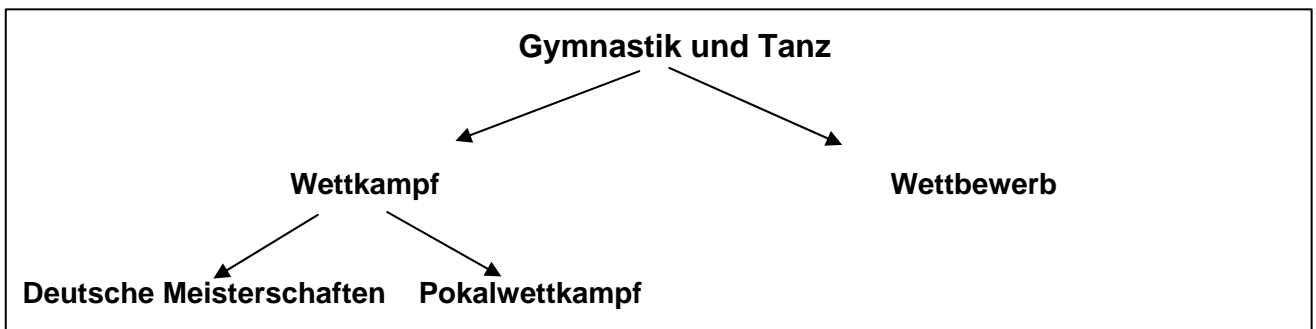 Gymnastik und Tanz
Wettkampf Wettbewerb
Deutsche Meisterschaften Pokalwettkampf